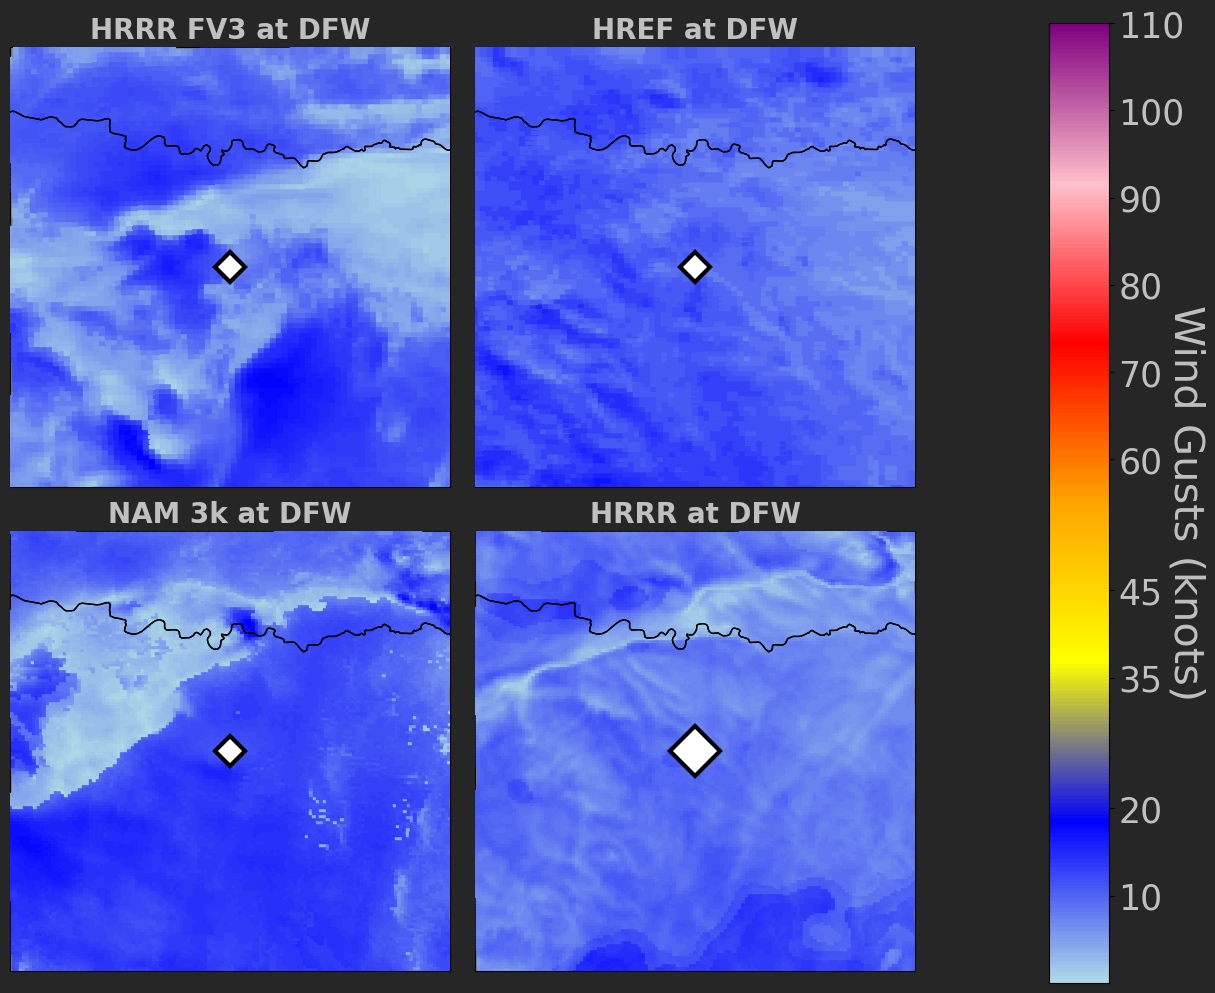 HRRR FV3 at DFW
HREF at DFW
NAM 3k at DFW
HRRR at DFW
110
100
90
80
70
60
45
35
20
10
Wind Gusts (knots)